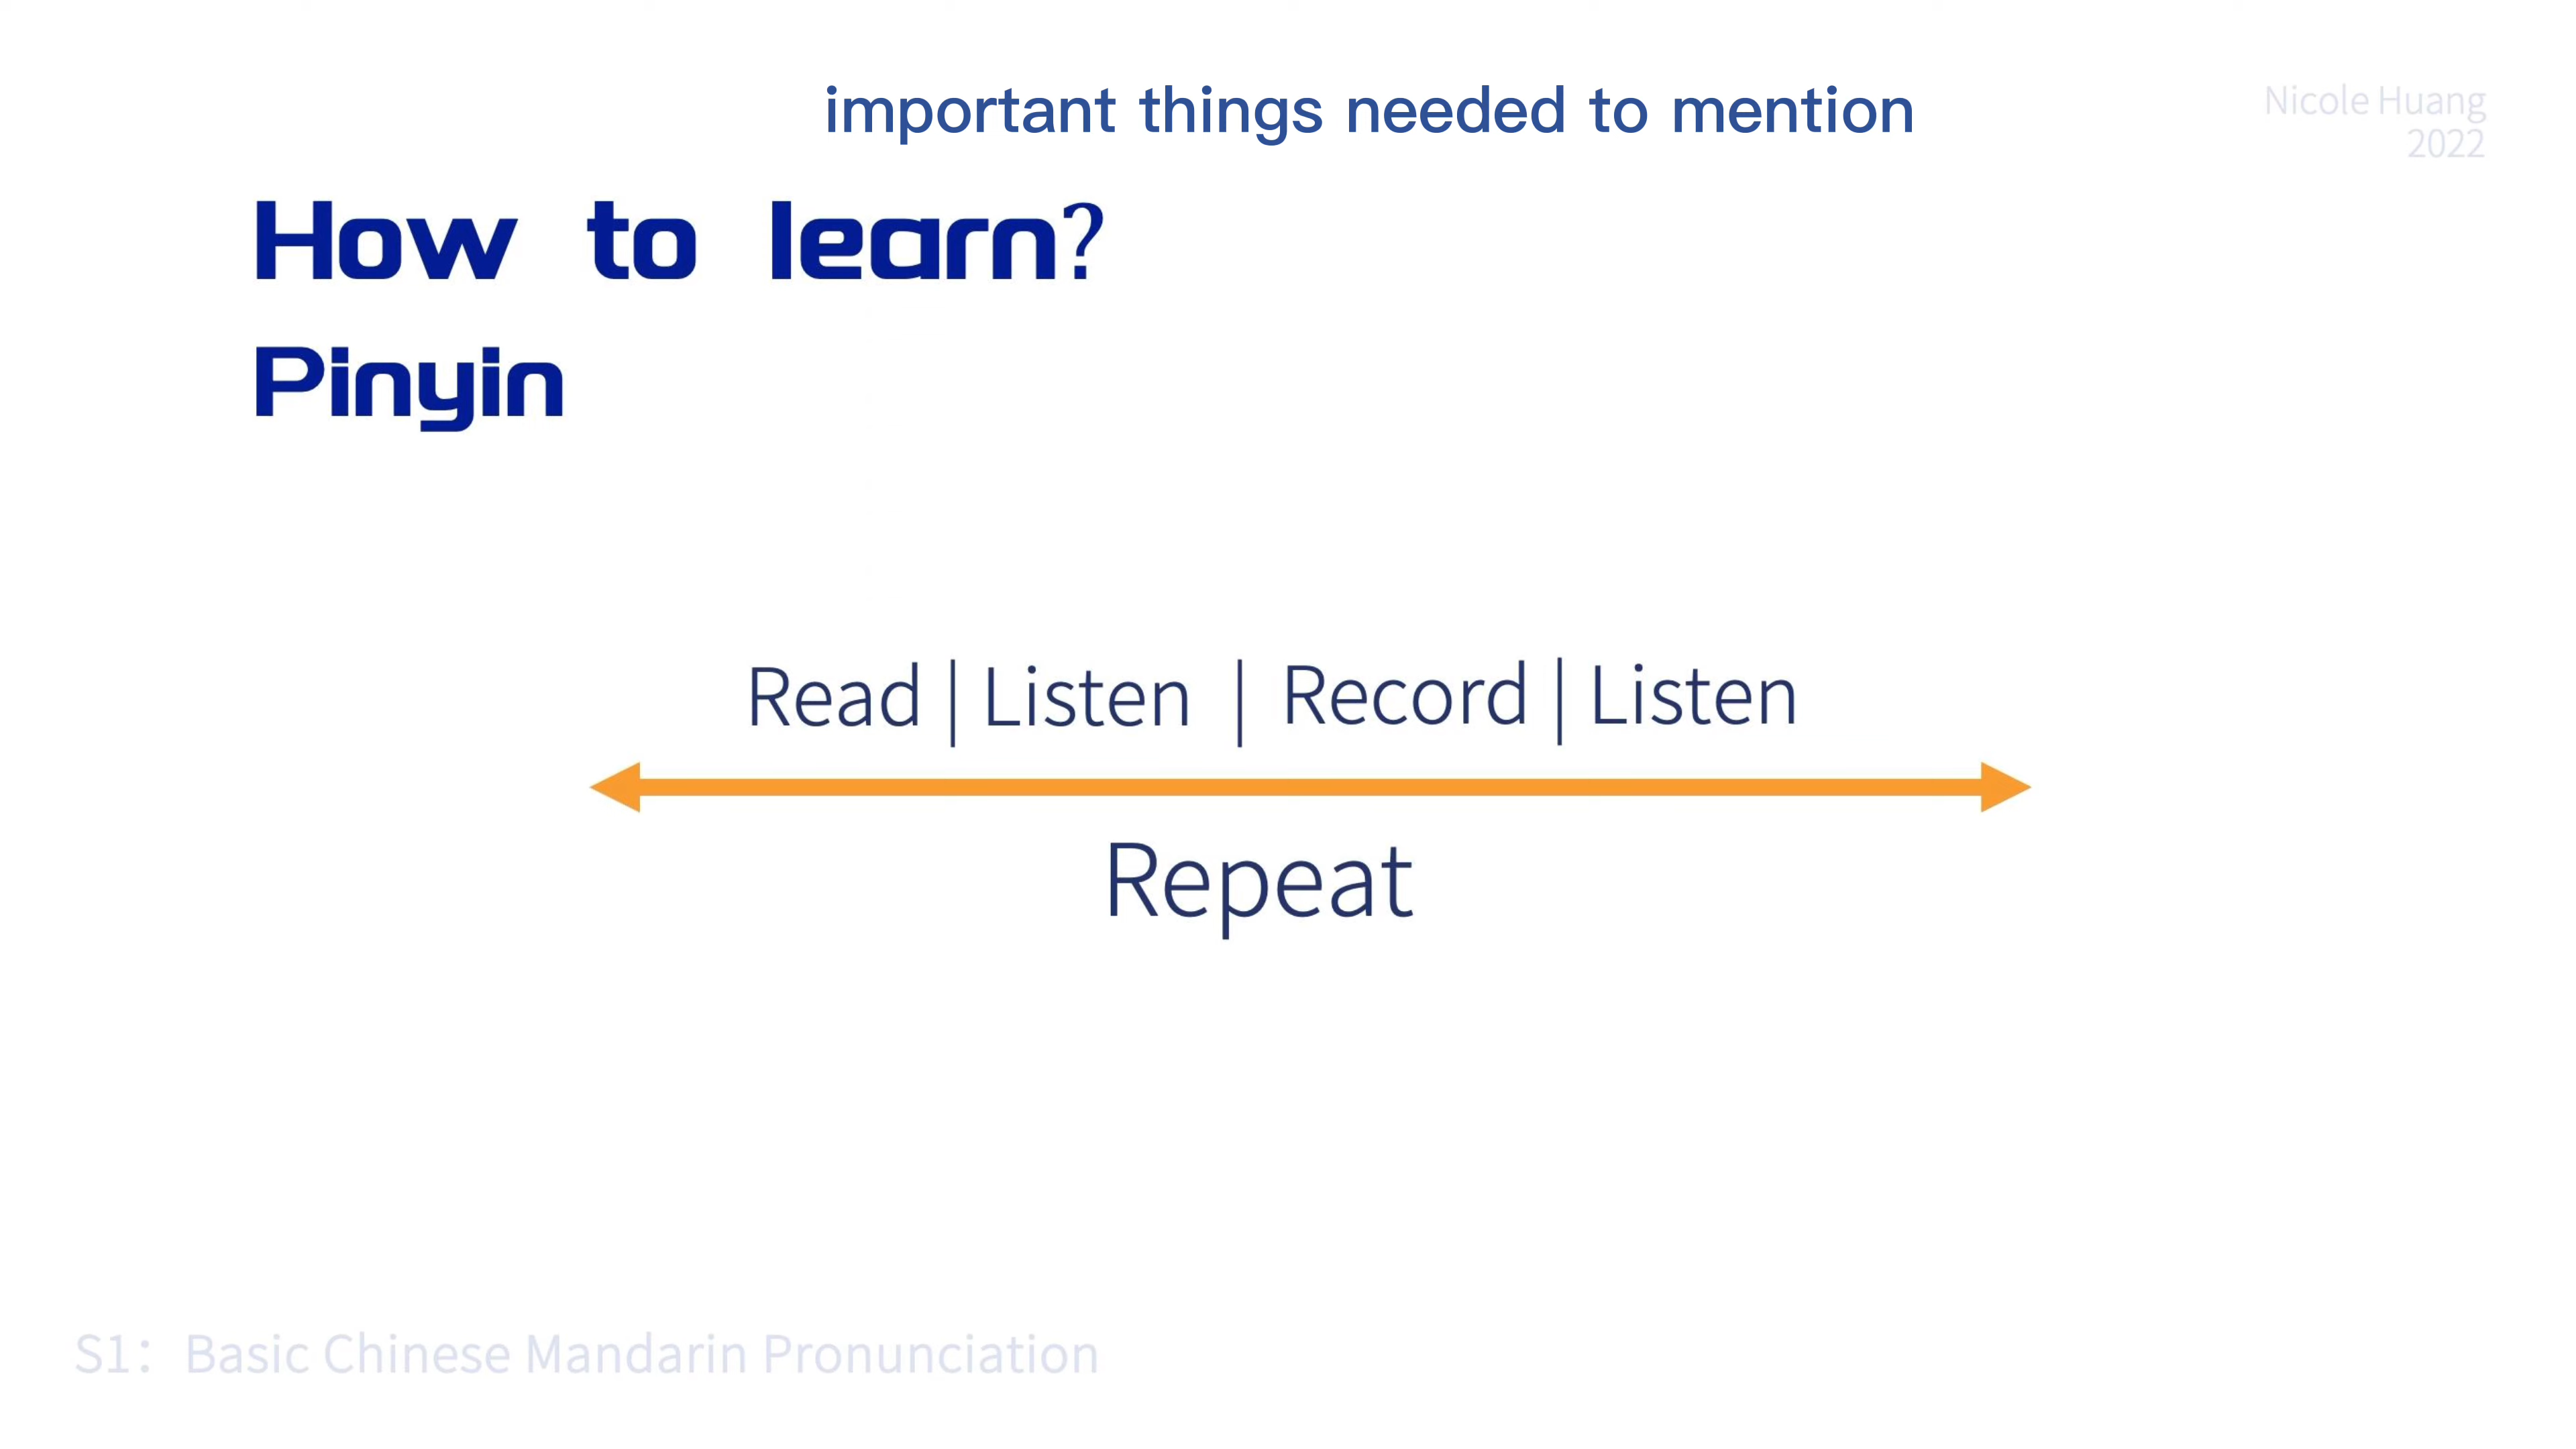 important things needed to mention
Nicole Huang
2022
How to learn?
Pinyin
Read | Listen | Record | Listen
Repeat
S1：Basic Chinese Mandarin Pronunciation